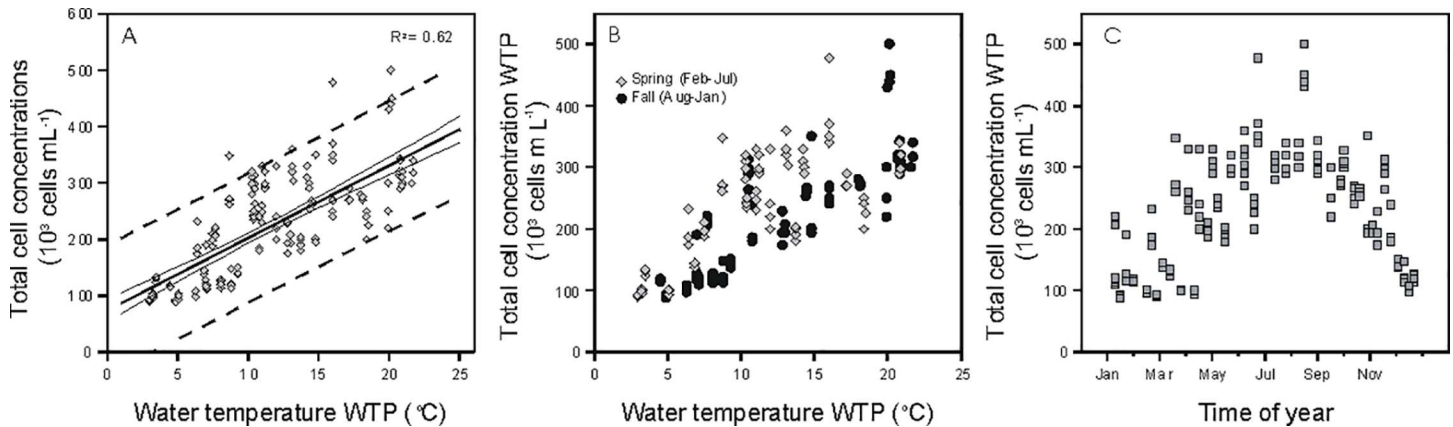 A
R²= 0.62
Total cell concentrations
(10³ cells mL⁻¹)
600
500
400
300
200
100
0
0 5 10 15 20 25
Water temperature WTP (°C)
B
Spring (Feb-Jul)
Fall (Aug-Jan)
Total cell concentration WTP
(10³ cells mL⁻¹)
500
400
300
200
100
0
0 5 10 15 20 25
Water temperature WTP (°C)
C
Total cell concentration WTP
(10³ cells mL⁻¹)
500
400
300
200
100
0
Jan Mar May Jul Sep Nov
Time of year